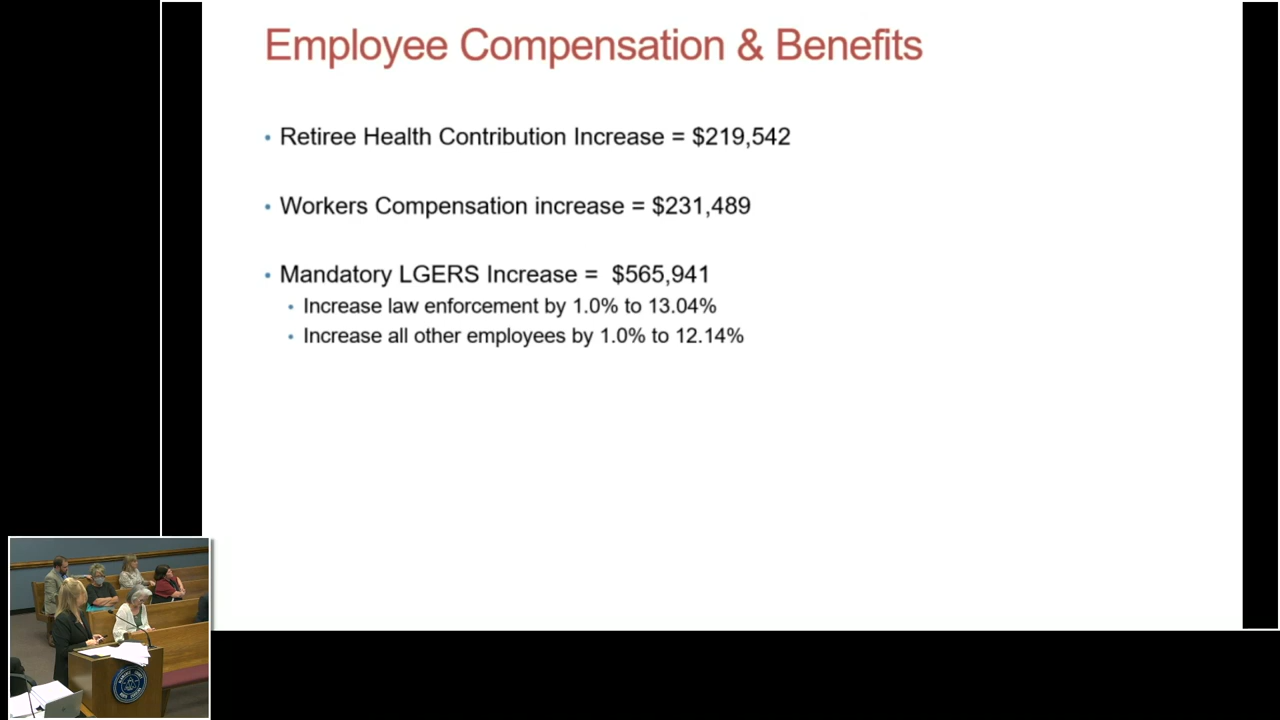 Employee Compensation & Benefits
• Retiree Health Contribution Increase = $219,542
• Workers Compensation increase = $231,489
• Mandatory LGERS Increase =  $565,941
• Increase law enforcement by 1.0% to 13.04%
• Increase all other employees by 1.0% to 12.14%